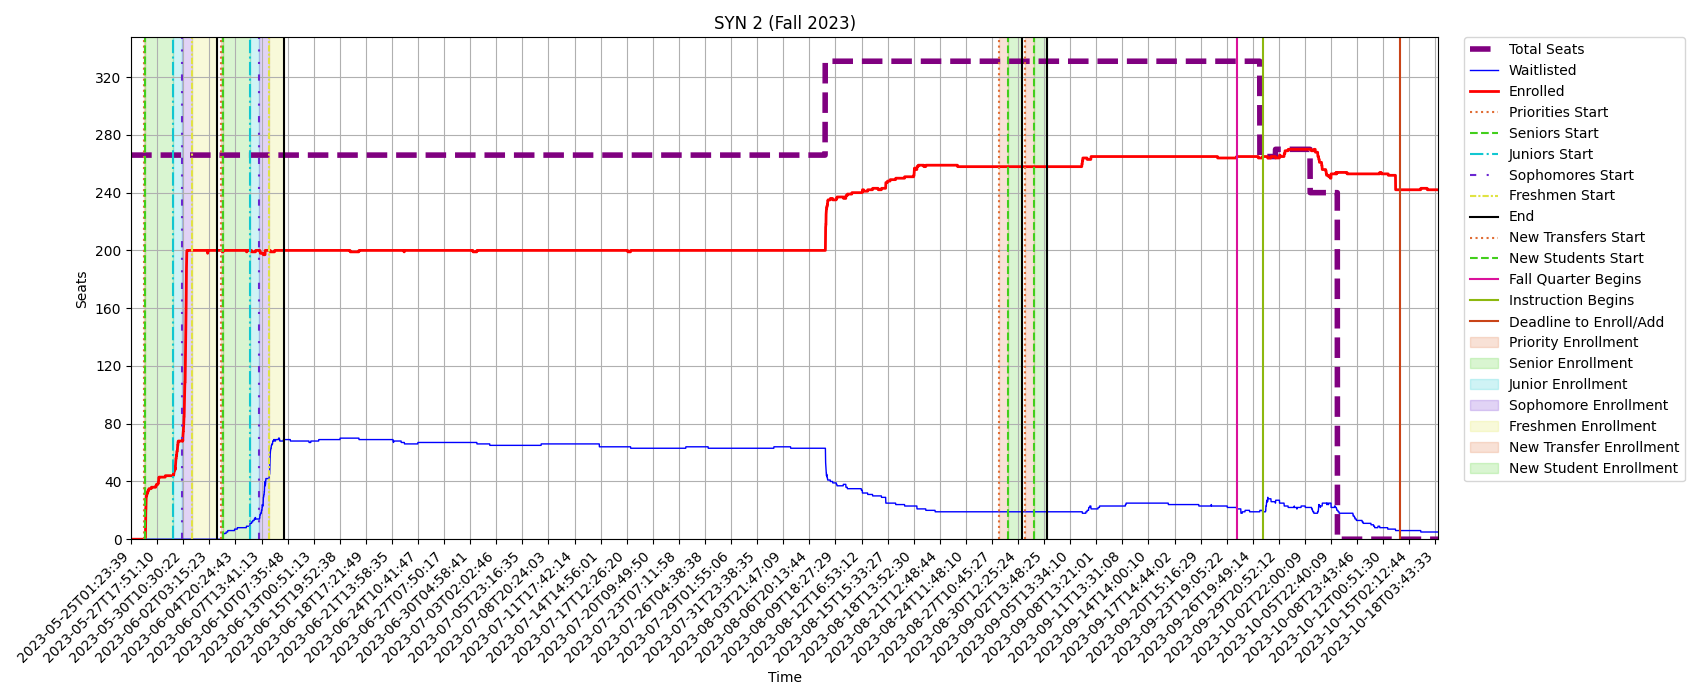 SYN 2 (Fall 2023)
Seats
320
280
240
200
160
120
80
40
0
2023-05-25T01:23:39
2023-05-27T17:51:10
2023-05-30T10:30:22
2023-06-02T03:15:23
2023-06-04T20:24:43
2023-06-07T13:41:13
2023-06-10T07:35:48
2023-06-13T00:51:13
2023-06-15T19:52:38
2023-06-18T17:21:49
2023-06-21T13:58:35
2023-06-24T10:41:47
2023-06-27T07:50:17
2023-06-30T04:58:41
2023-07-03T02:02:46
2023-07-05T23:16:35
2023-07-08T20:24:03
2023-07-11T17:42:14
2023-07-14T14:56:01
2023-07-17T12:26:20
2023-07-20T09:49:50
2023-07-23T07:11:58
2023-07-26T04:38:38
2023-07-29T01:55:06
2023-07-31T23:38:35
2023-08-03T21:47:09
2023-08-06T20:13:44
2023-08-09T18:27:29
2023-08-12T16:53:12
2023-08-15T15:33:27
2023-08-18T13:52:30
2023-08-21T12:48:44
2023-08-24T11:48:10
2023-08-27T10:45:27
2023-08-30T12:25:24
2023-09-02T13:48:25
2023-09-05T13:34:10
2023-09-08T13:21:01
2023-09-11T13:31:08
2023-09-14T14:00:10
2023-09-17T14:44:02
2023-09-20T15:16:29
2023-09-23T19:05:22
2023-09-26T19:49:14
2023-09-29T20:52:12
2023-10-02T22:00:09
2023-10-05T22:40:09
2023-10-08T23:43:46
2023-10-12T00:51:30
2023-10-15T02:12:44
2023-10-18T03:43:33
Time
Total Seats
Waitlisted
Enrolled
Priorities Start
Seniors Start
Juniors Start
Sophomores Start
Freshmen Start
End
New Transfers Start
New Students Start
Fall Quarter Begins
Instruction Begins
Deadline to Enroll/Add
Priority Enrollment
Senior Enrollment
Junior Enrollment
Sophomore Enrollment
Freshmen Enrollment
New Transfer Enrollment
New Student Enrollment